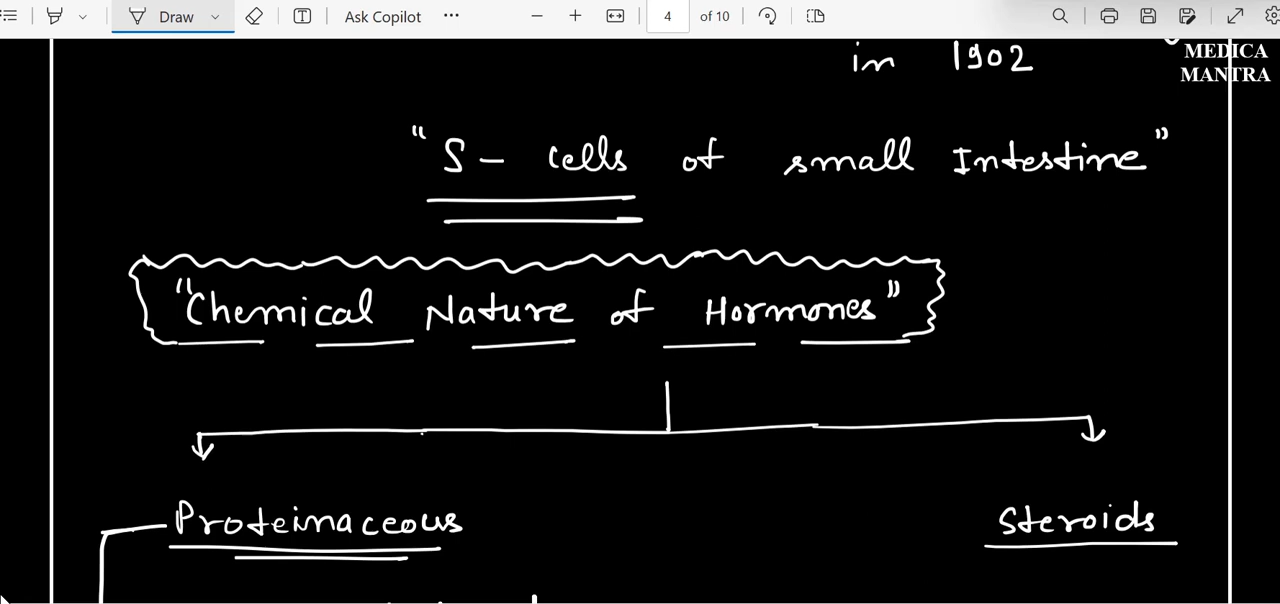 Draw
Ask Copilot
4 of 10
MEDICA
MANTRA
in 1902
"S - cells of small Intestine"
"Chemical Nature of Hormones"
Proteinaceous
Steroids